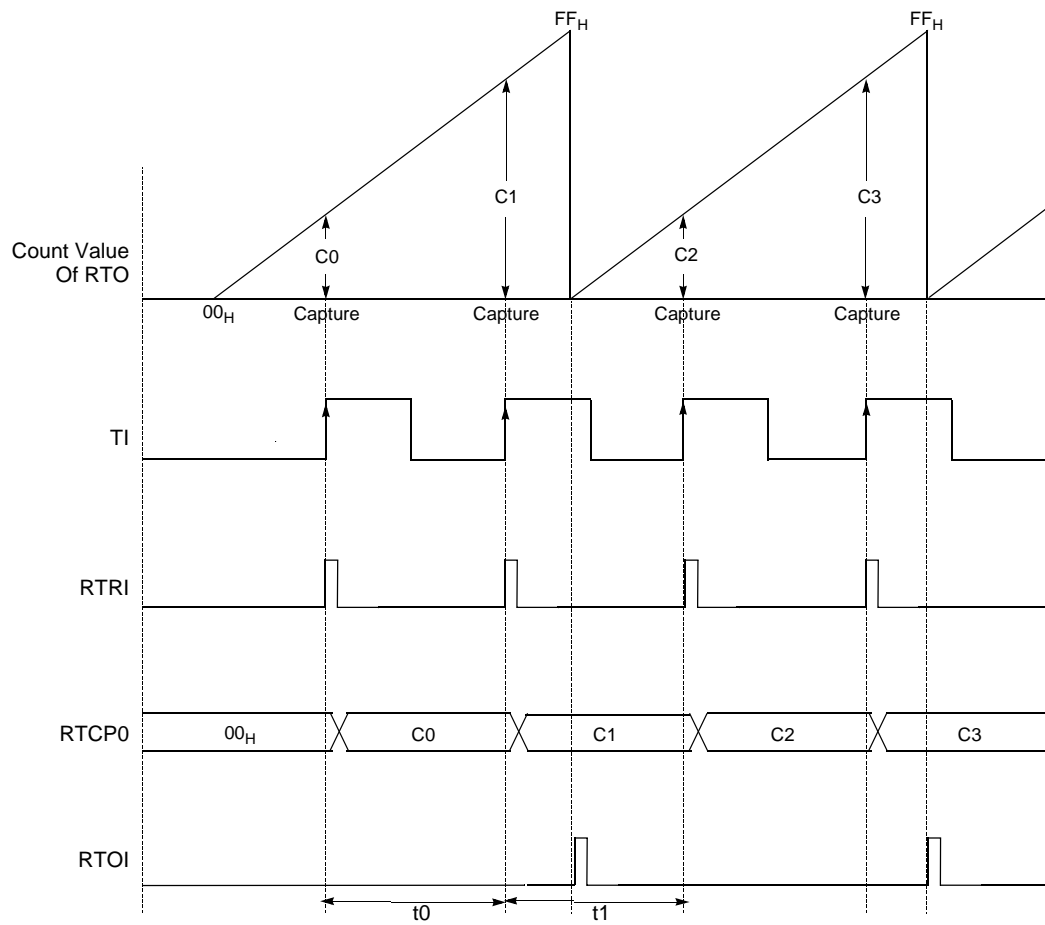 FFH FFH
C1 C3
C0 C2
Count Value
Of RTO
00H Capture Capture Capture Capture
TI
RTRI
RTCP0 00H C0 C1 C2 C3
RTOI
t0 t1